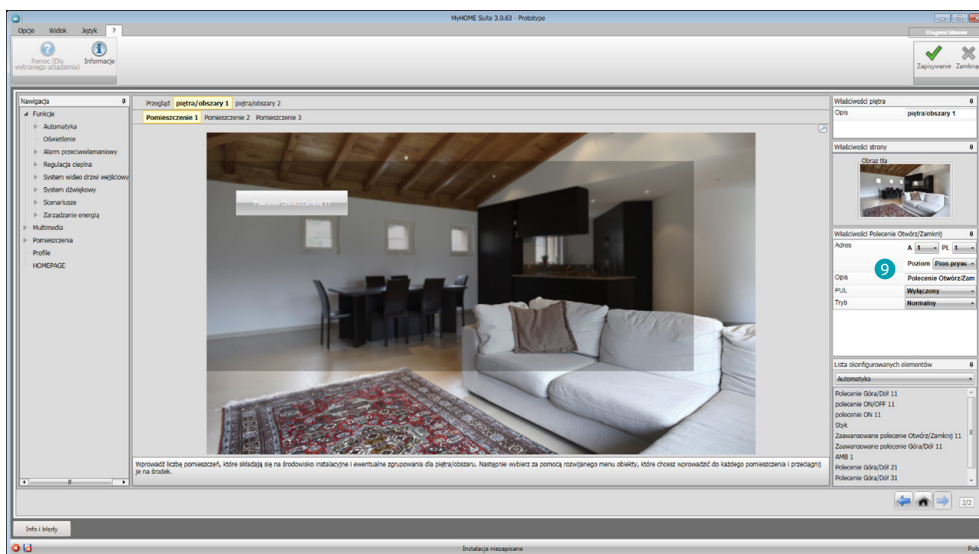 MyHOME Suite 3.0.63 - Prototype
Opcje Widok Język ?
Pomoc (Dla wybranego urządzenia)
Informacje
Zapisywanie
Nawigacja
Funkcje
Automatyka
Oświetlenie
Alarm przeciwwłamaniowy
Regulacja cieplna
System wideo drzwi wejściowy
System dźwiękowy
Scenariusze
Zarządzanie energią
Multimedia
Pomieszczenia
Profile
HOMEPAGE
Przegląd piętra/obszary 1 piętra/obszary 2
Pomieszczenie 1 Pomieszczenie 2 Pomieszczenie 3
Polecenie Otwórz/Zamknij 11
Wprowadź liczbę pomieszczeń, które składają się na środowisko instalacyjne i ewentualne zgrupowania dla piętra/obszaru. Następnie wybierz za pomocą rozwijanego menu obiekty, które chcesz wprowadzić do każdego pomieszczenia i przeciągnij
je na środek.
Właściwości piętra
Opis piętra/obszary 1
Właściwości strony
Obraz tła
Właściwości Polecenie Otwórz/Zamknij
Adres A 1 PL 1
Poziom Pion pryw.
9
Opis Polecenie Otwórz/Zam
PUL Wyłączony
Tryb Normalny
Lista skonfigurowanych elementów
Automatyka
Polecenie Góra/Dół 11
polecenie ON/OFF 11
polecenie ON 11
Styk
Zaawansowane polecenie Otwórz/Zamknij 11
Zaawansowane polecenie Góra/Dół 11
AMB 1
Polecenie Góra/Dół 21
Polecenie Góra/Dół 31
2/2
Info i błędy
Instalacja niezapisana